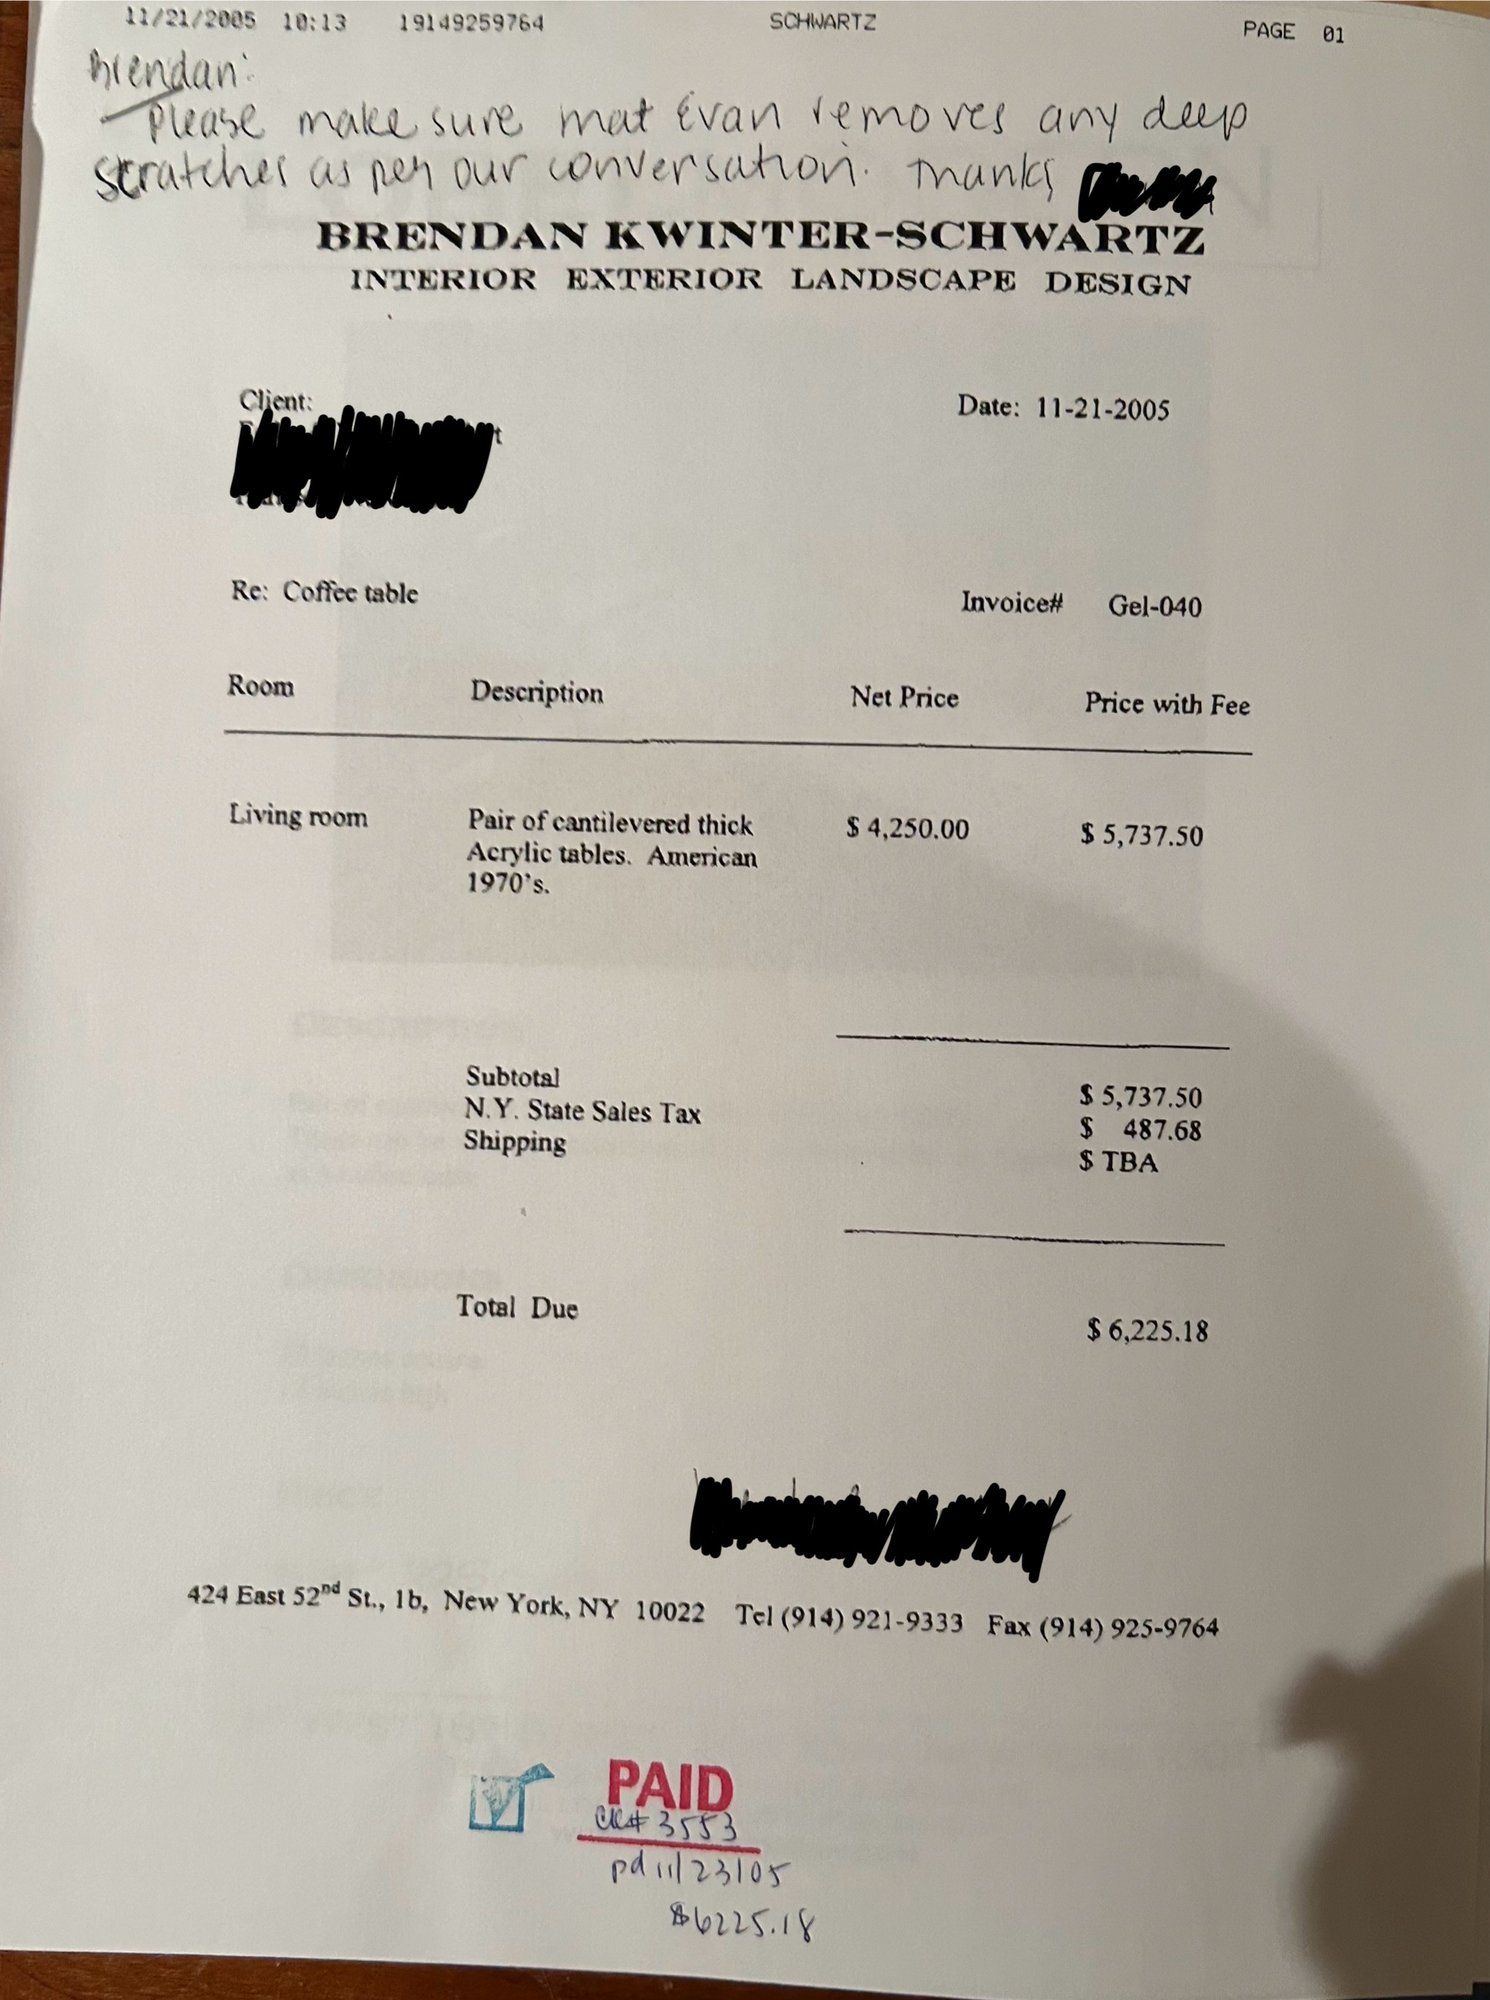 11/21/2005 10:13 19149259764 SCHWARTZ PAGE 01
Brendan:
Please make sure that Evan removes any deep
scratches as per our conversation. Thanks
BRENDAN KWINTER-SCHWARTZ
INTERIOR EXTERIOR LANDSCAPE DESIGN
Client:
Date: 11-21-2005
Re: Coffee table
Invoice# Gel-040
Room Description Net Price Price with Fee
Living room Pair of cantilevered thick $ 4,250.00 $ 5,737.50
Acrylic tables. American
1970's.
Subtotal $ 5,737.50
N.Y. State Sales Tax $ 487.68
Shipping $ TBA
Total Due $ 6,225.18
424 East 52nd St., 1b, New York, NY 10022 Tel (914) 921-9333 Fax (914) 925-9764
PAID
CK# 3553
pd 11/23/05
$6225.18